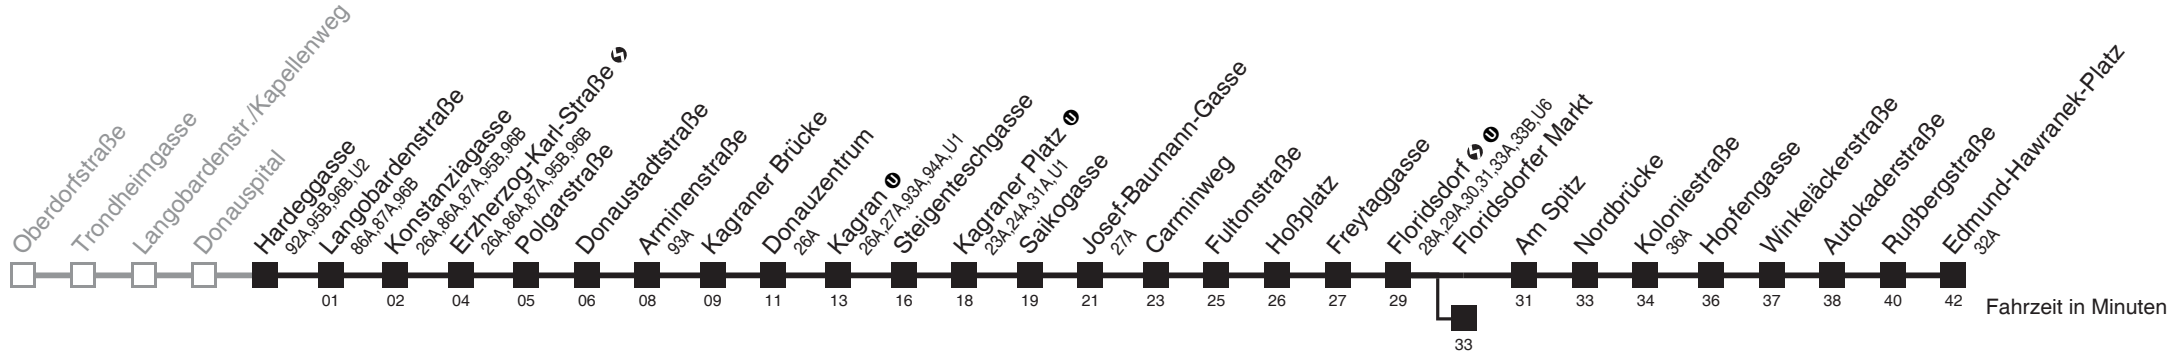 Oberdorfstraße
Trondheimgasse
Langobardenstr./Kapellenweg
Donauspital
Hardeggasse
92A,95B,96B,U2
Langobardenstraße
86A,87A,96B
Konstanziagasse
26A,86A,87A,95B,96B
Erzherzog-Karl-Straße
26A,86A,87A,95B,96B
Polgarstraße
Donaustadtstraße
Arminenstraße
93A
Kagraner Brücke
Donauzentrum
26A
Kagran U
26A,27A,93A,94A,U1
Steigenteschgasse
Kagraner Platz U
23A,24A,31A,U1
Saikogasse
Josef-Baumann-Gasse
27A
Carminweg
Fultonstraße
Hoßplatz
Freytaggasse
Floridsdorf U
28A,29A,30,31,33A,33B,U6
Floridsdorfer Markt
Am Spitz
Nordbrücke
Koloniestraße
36A
Hopfengasse
Winkeläckerstraße
Autokaderstraße
Rußbergstraße
Edmund-Hawranek-Platz
32A
01 02 04 05 06 08 09 11 13 16 18 19 21 23 25 26 27 29 31 33 34 36 37 38 40 42
Fahrzeit in Minuten
33